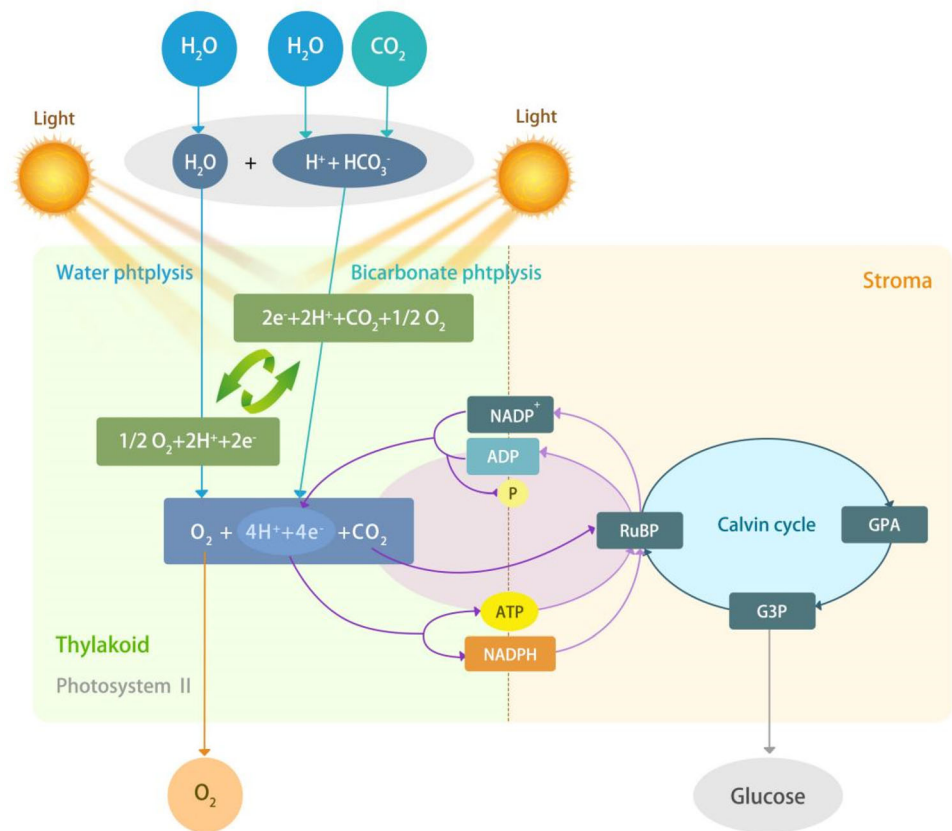 H₂O
H₂O
CO₂
Light
Light
H₂O
+
H⁺ + HCO₃⁻
Water phtplysis
Bicarbonate phtplysis
Stroma
2e⁻+2H⁺+CO₂+1/2 O₂
NADP⁺
1/2 O₂+2H⁺+2e⁻
ADP
P
O₂ + 4H⁺+4e⁻ +CO₂
RuBP
Calvin cycle
GPA
ATP
G3P
Thylakoid
NADPH
Photosystem II
O₂
Glucose